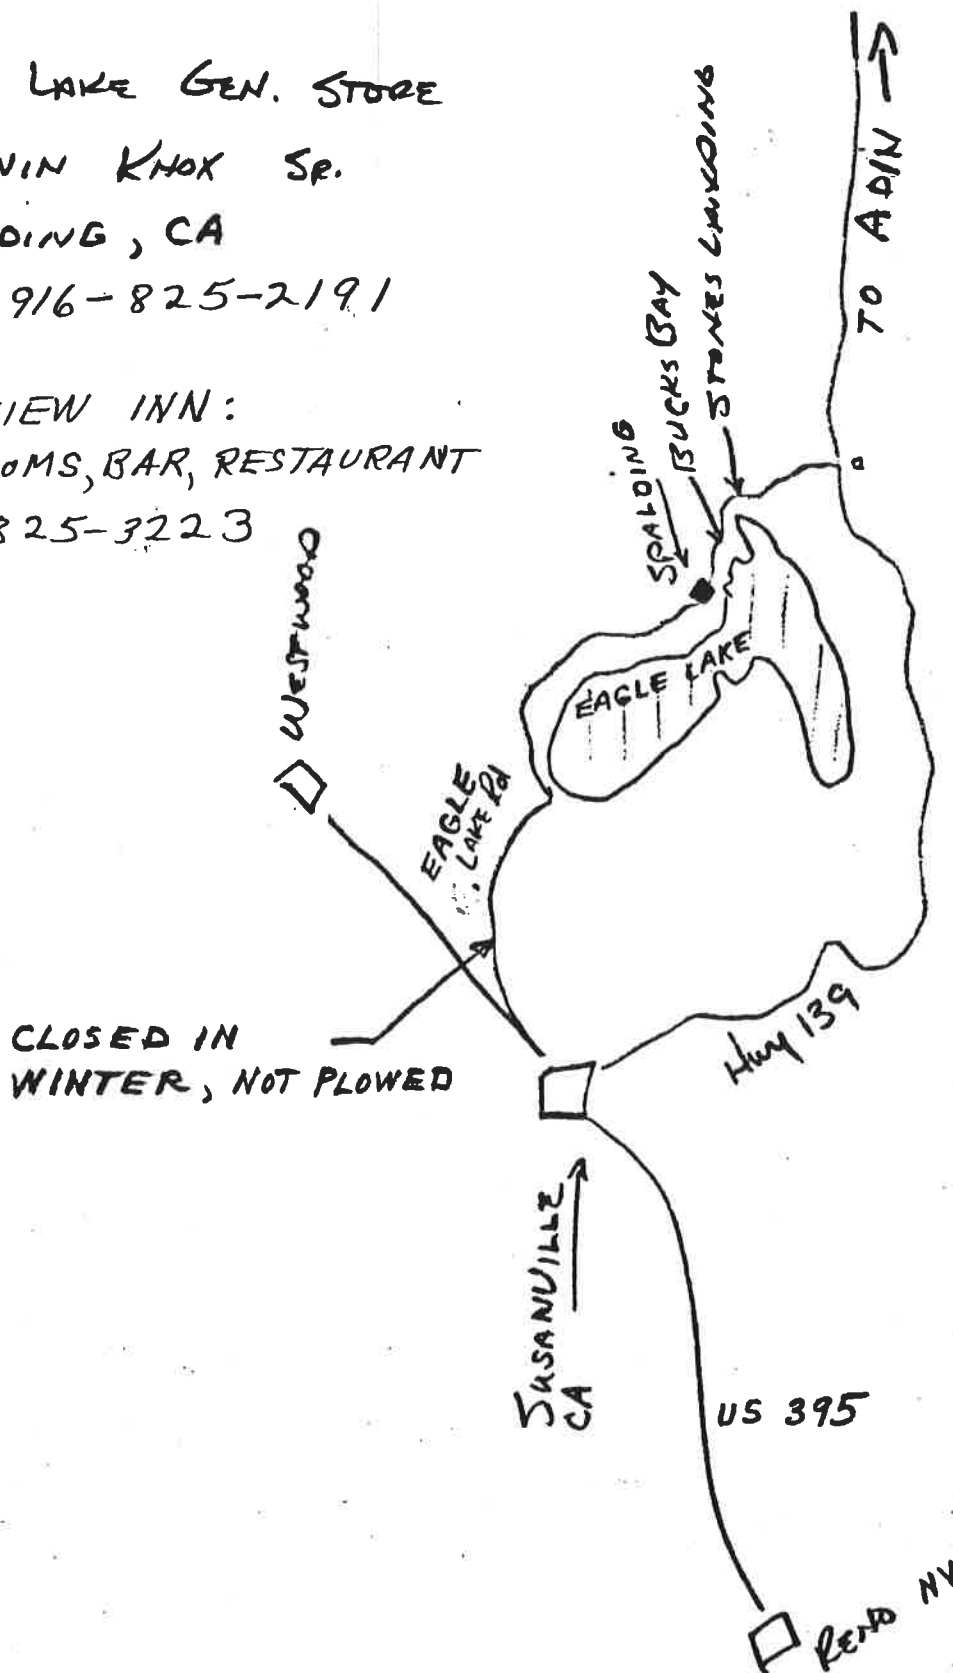 LAKE GEN. STORE
VIN KNOX SR.
DING, CA
916-825-2191
VIEW INN:
OMS, BAR, RESTAURANT
825-3223
WESTWOOD
SPALDING
BUCKS BAY
STONES LANDING
TO ADIN
EAGLE LAKE
EAGLE
LAKE Rd
CLOSED IN
WINTER, NOT PLOWED
Hwy 139
SUSANVILLE
CA
US 395
RENO NV